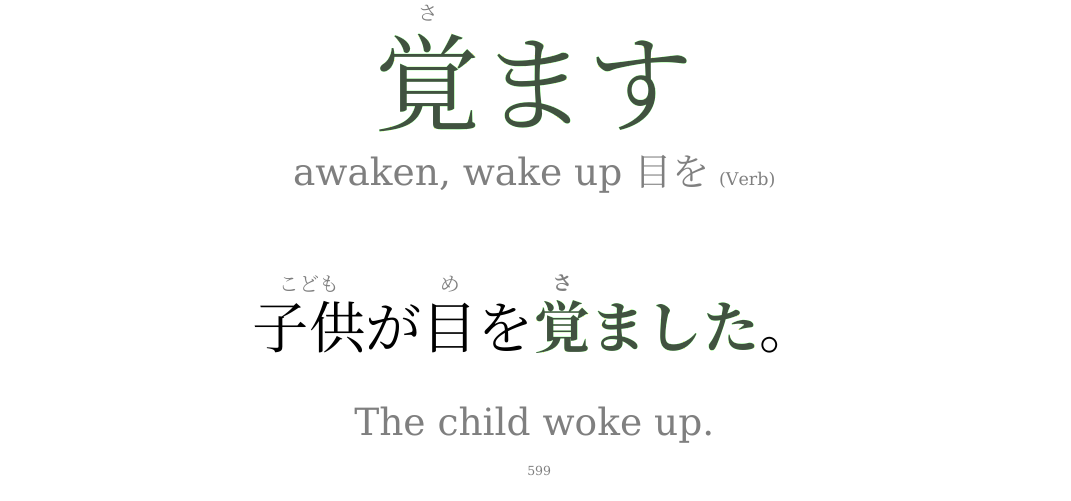 さ
覚ます
awaken, wake up 目を (Verb)
こども め さ
子供が目を覚ました。
The child woke up.
599